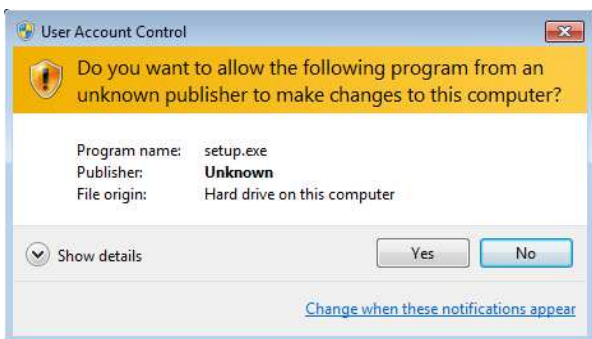 User Account Control
Do you want to allow the following program from an
unknown publisher to make changes to this computer?
Program name: setup.exe
Publisher: Unknown
File origin: Hard drive on this computer
Show details
Yes
No
Change when these notifications appear